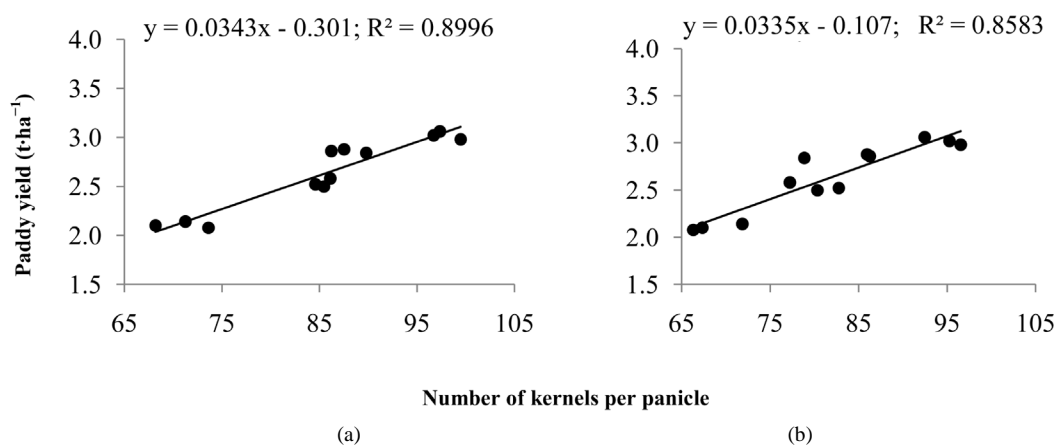 y = 0.0343x - 0.301; R² = 0.8996
4.0
3.5
3.0
2.5
2.0
1.5
65 75 85 95 105
Paddy yield (t·ha⁻¹)
y = 0.0335x - 0.107; R² = 0.8583
4.0
3.5
3.0
2.5
2.0
1.5
65 75 85 95 105
Number of kernels per panicle
(a) (b)